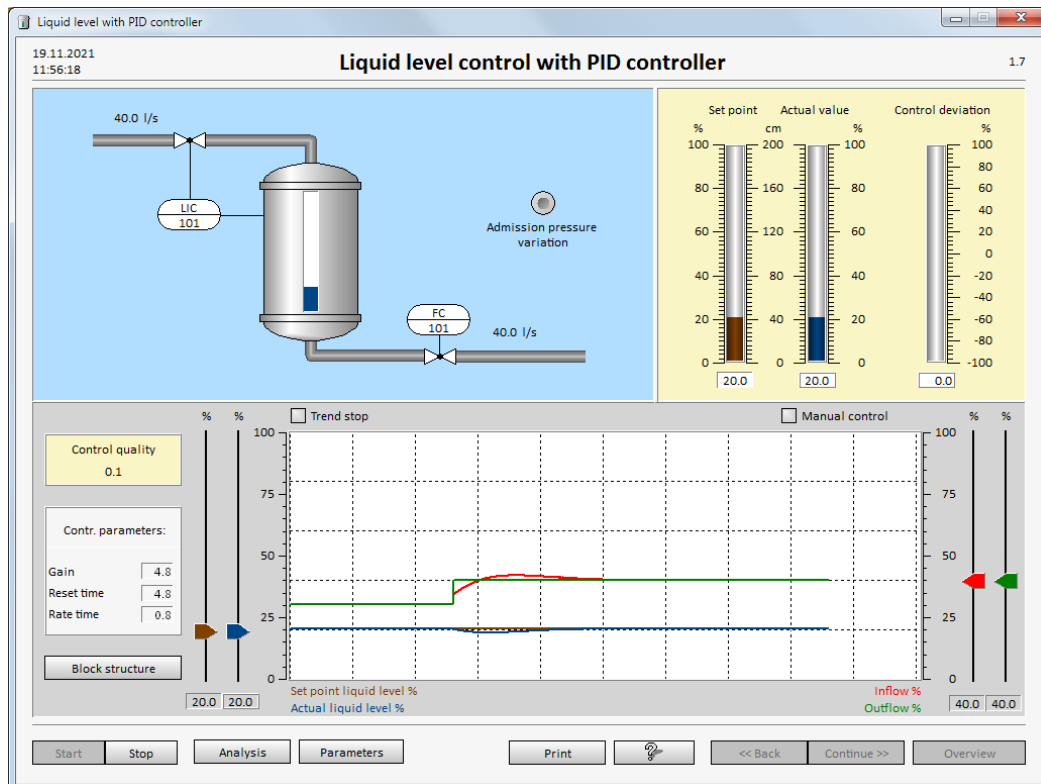 Liquid level with PID controller
19.11.2021
11:56:18
Liquid level control with PID controller
1.7
40.0 l/s
LIC
101
Admission pressure
variation
FC
101
40.0 l/s
Set point Actual value Control deviation
% cm % %
100 200 100 100
80
80 160 80 60
40
60 120 60 20
0
40 80 40 -20
-40
20 40 20 -60
-80
0 0 0 -100
20.0 20.0 0.0
% % Trend stop Manual control % %
100 100
75 75
50 50
25 25
0 0
Control quality
0.1
Contr. parameters:
Gain 4.8
Reset time 4.8
Rate time 0.8
Block structure
20.0 20.0
Set point liquid level % Inflow %
Actual liquid level % Outflow %
40.0 40.0
Start Stop Analysis Parameters Print ? << Back Continue >> Overview